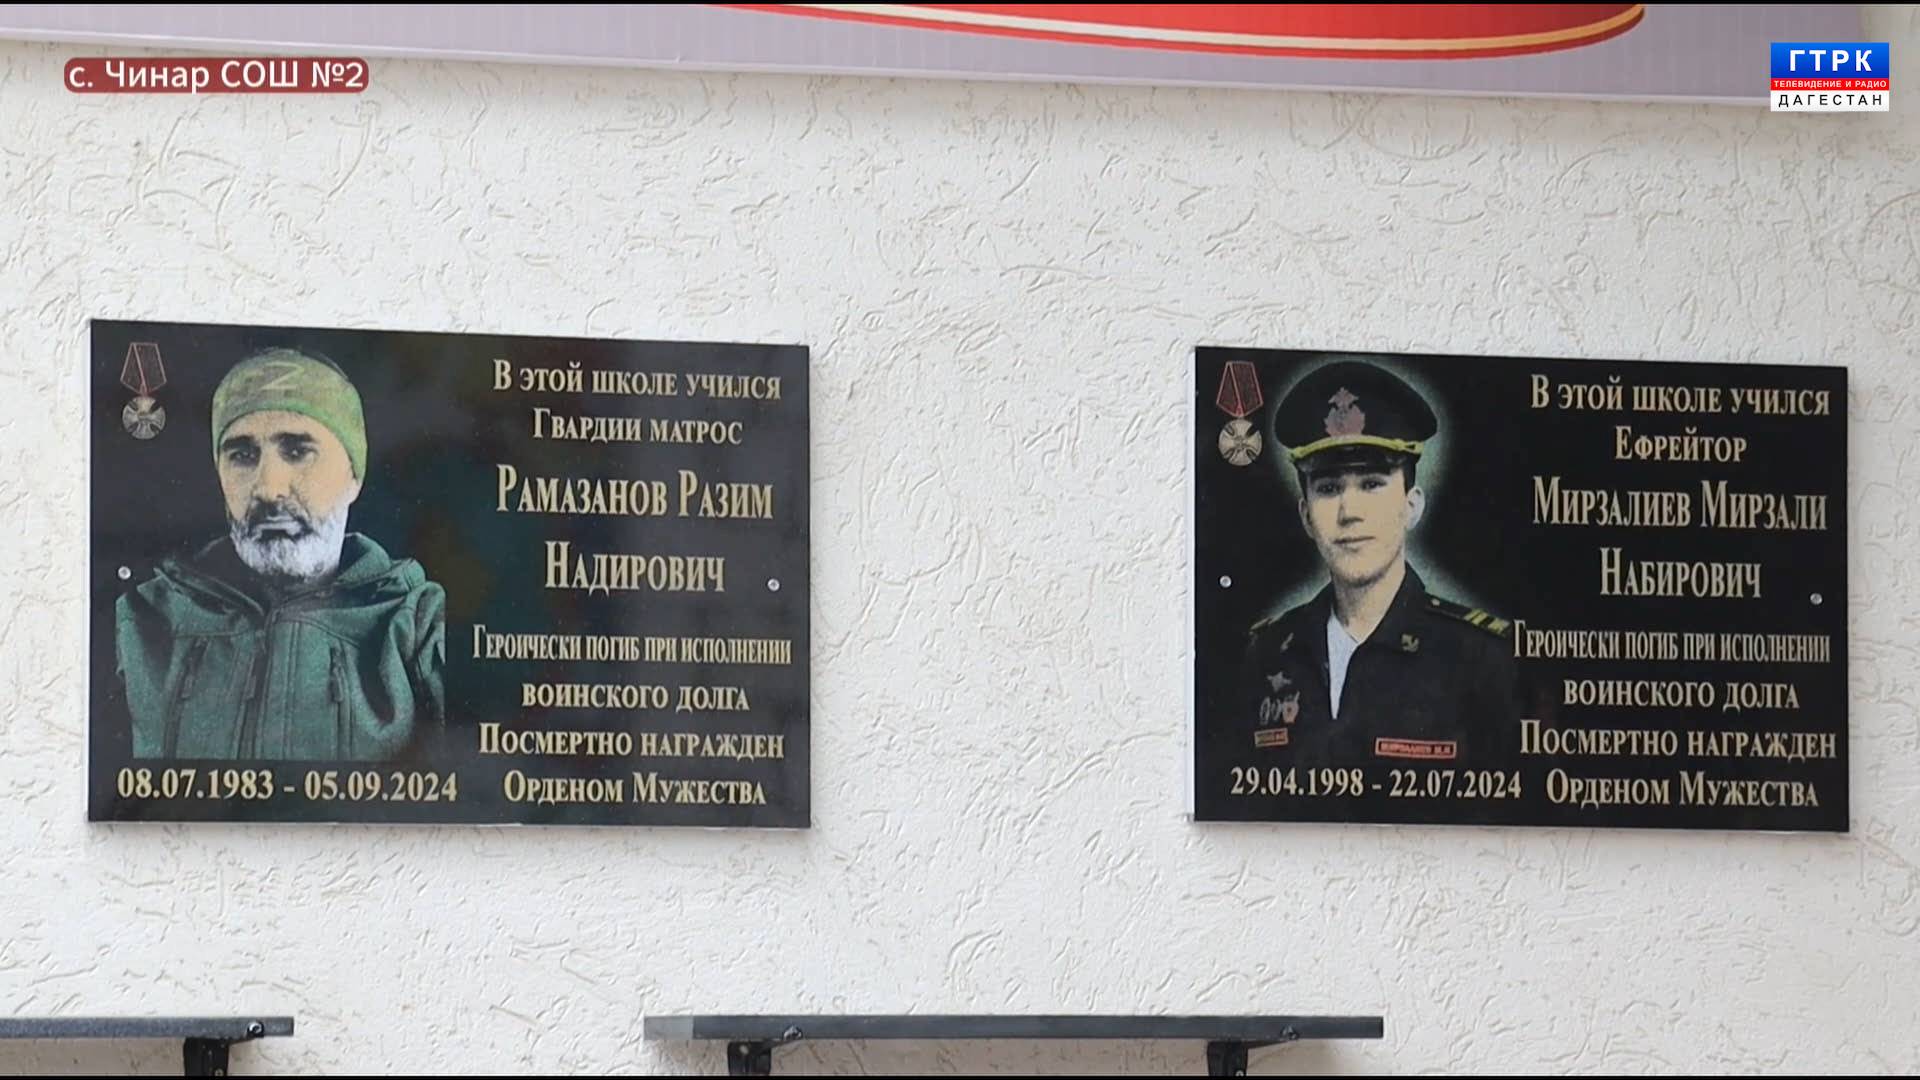 с. Чинар СОШ №2
ГТРК
ТЕЛЕВИДЕНИЕ И РАДИО
ДАГЕСТАН
В этой школе учился
Гвардии матрос
Рамазанов Разим
Надирович
Героически погиб при исполнении
воинского долга
Посмертно награжден
Орденом Мужества
08.07.1983 - 05.09.2024
В этой школе учился
Ефрейтор
Мирзалиев Мирзали
Набирович
Героически погиб при исполнении
воинского долга
Посмертно награжден
Орденом Мужества
29.04.1998 - 22.07.2024